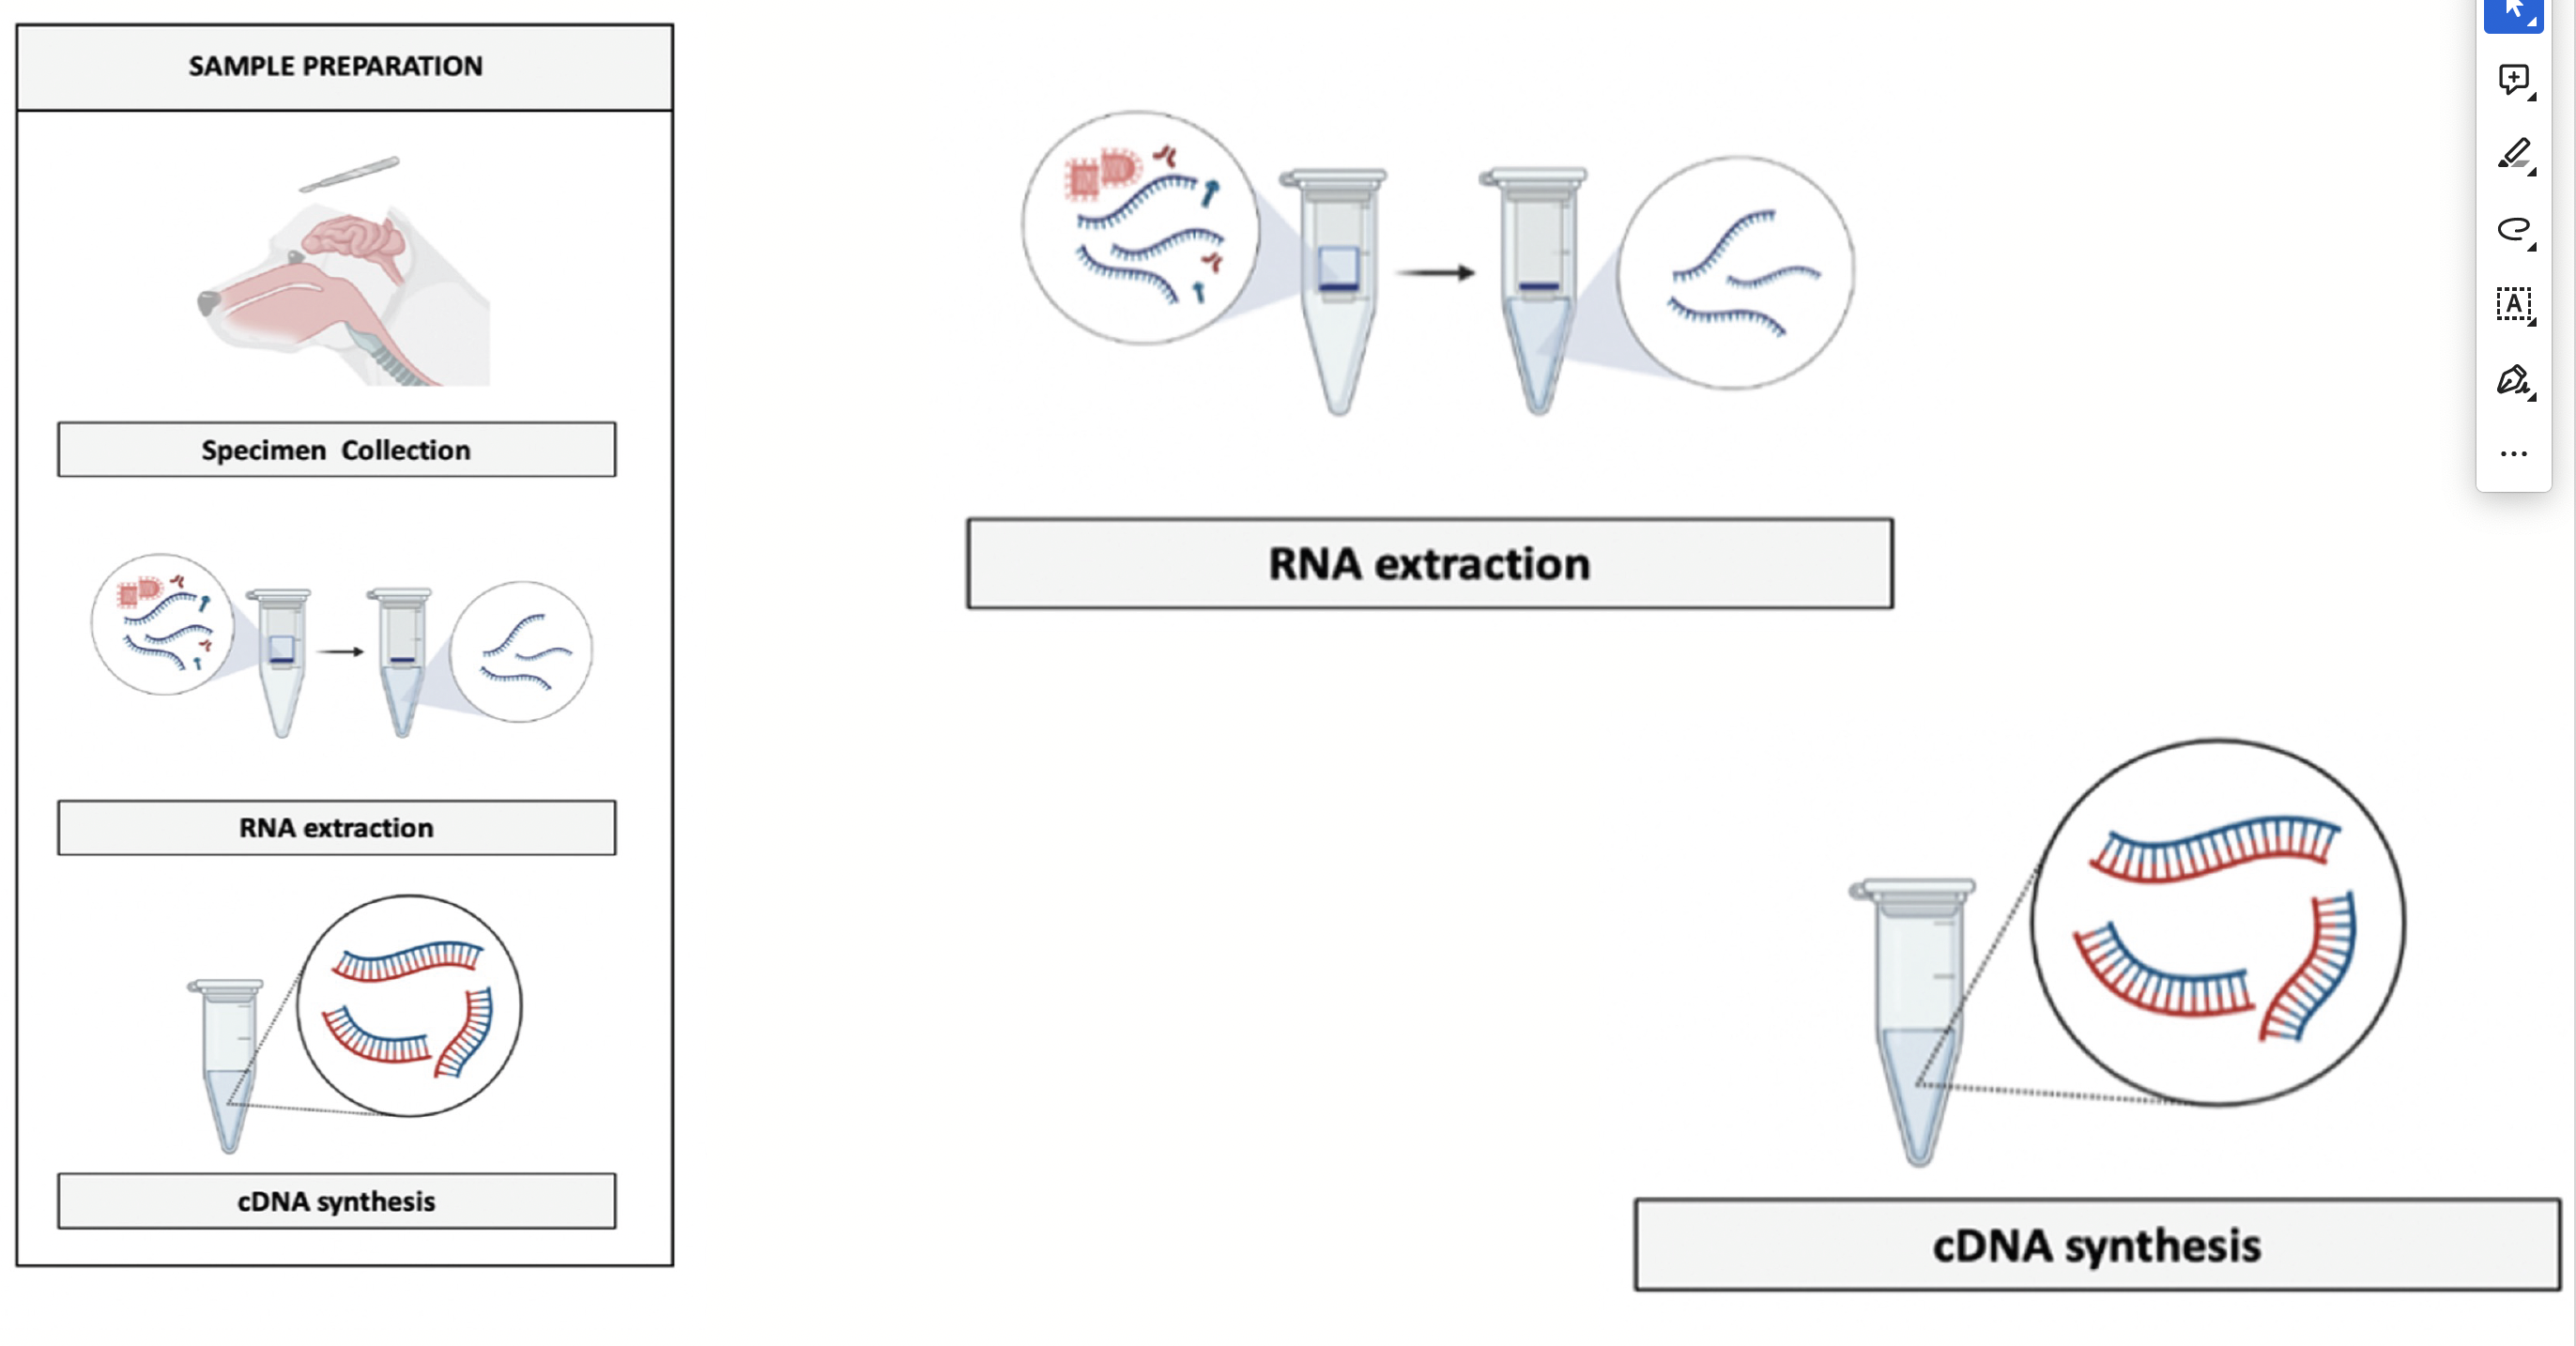 SAMPLE PREPARATION
Specimen Collection
RNA extraction
cDNA synthesis
RNA extraction
cDNA synthesis
A